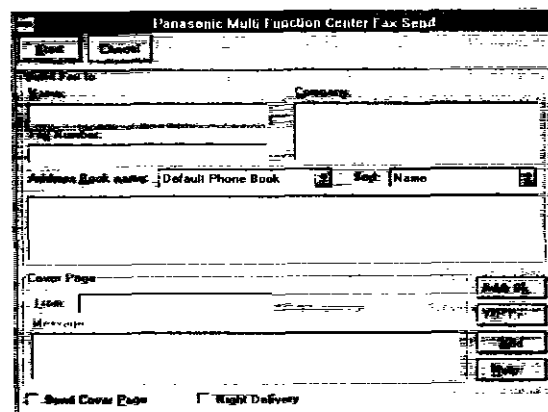 Panasonic Multi Function Center Fax Send
Cancel
Send Fax to
Name:
Company:
Fax Number:
Address Book name: Default Phone Book
Sort: Name
Cover Page
From:
Message
Send Cover Page
Night Delivery